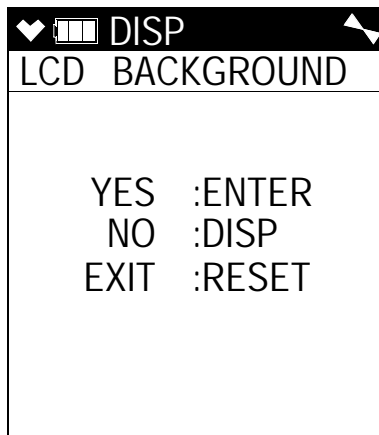 DISP
LCD BACKGROUND
YES :ENTER
NO :DISP
EXIT :RESET